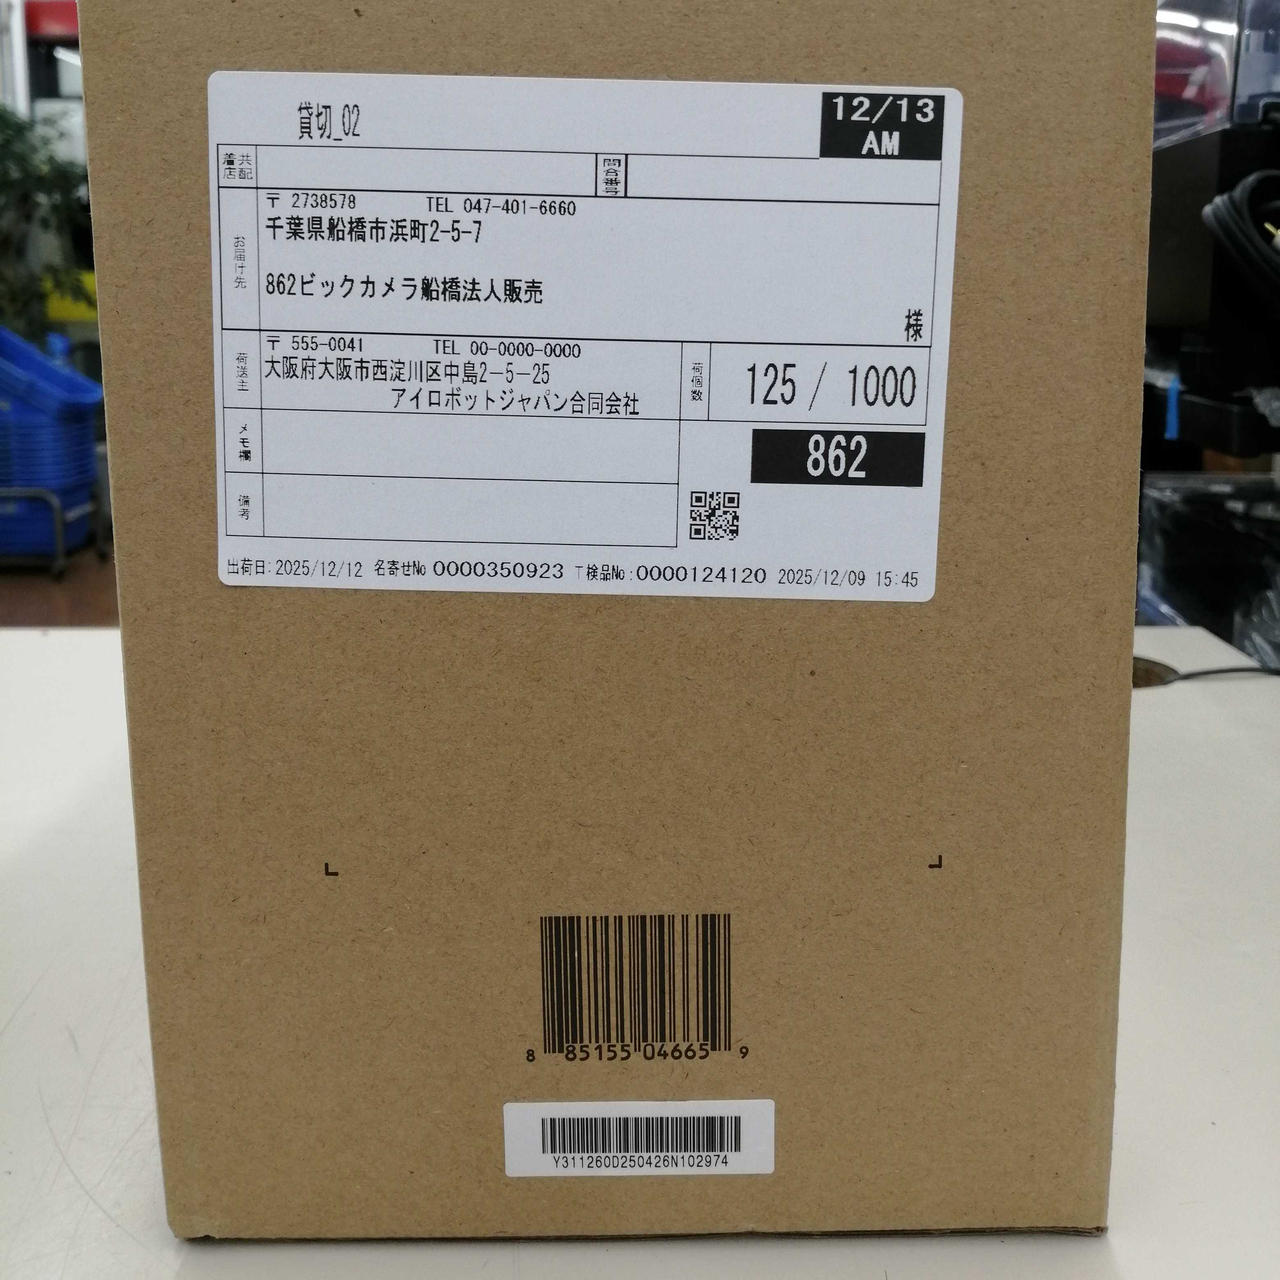 貸切_02
12/13
AM
共配
着店
問合番号
お届け先
〒 2738578 TEL 047-401-6660
千葉県船橋市浜町2-5-7
862ビックカメラ船橋法人販売
様
荷送主
〒 555-0041 TEL 00-0000-0000
大阪府大阪市西淀川区中島2-5-25
アイロボットジャパン合同会社
荷個数
125 / 1000
メモ欄
862
備考
出荷日:2025/12/12 名寄せNo 0000350923 T検品No:0000124120 2025/12/09 15:45
8 85155 04665 9
Y311260D250426N102974